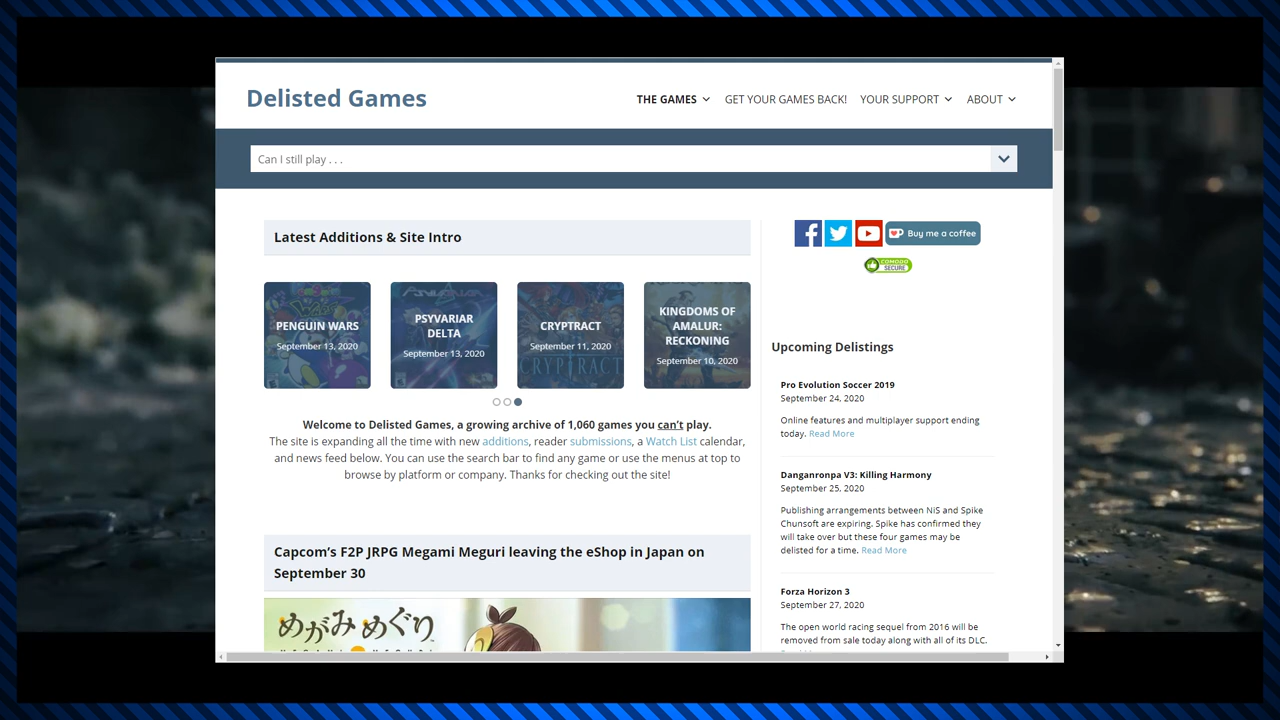 Delisted Games
THE GAMES
GET YOUR GAMES BACK!
YOUR SUPPORT
ABOUT
Can I still play . . .
Latest Additions & Site Intro
PENGUIN WARS
September 13, 2020
PSYVARIAR
DELTA
September 13, 2020
CRYPTRACT
September 11, 2020
KINGDOMS OF
AMALUR:
RECKONING
September 10, 2020
Welcome to Delisted Games, a growing archive of 1,060 games you can't play.
The site is expanding all the time with new additions, reader submissions, a Watch List calendar,
and news feed below. You can use the search bar to find any game or use the menus at top to
browse by platform or company. Thanks for checking out the site!
Capcom's F2P JRPG Megami Meguri leaving the eShop in Japan on
September 30
めがみめぐり
Buy me a coffee
COMODO
SECURE
Upcoming Delistings
Pro Evolution Soccer 2019
September 24, 2020
Online features and multiplayer support ending
today. Read More
Danganronpa V3: Killing Harmony
September 25, 2020
Publishing arrangements between NiS and Spike
Chunsoft are expiring. Spike has confirmed they
will take over but these four games may be
delisted for a time. Read More
Forza Horizon 3
September 27, 2020
The open world racing sequel from 2016 will be
removed from sale today along with all of its DLC.